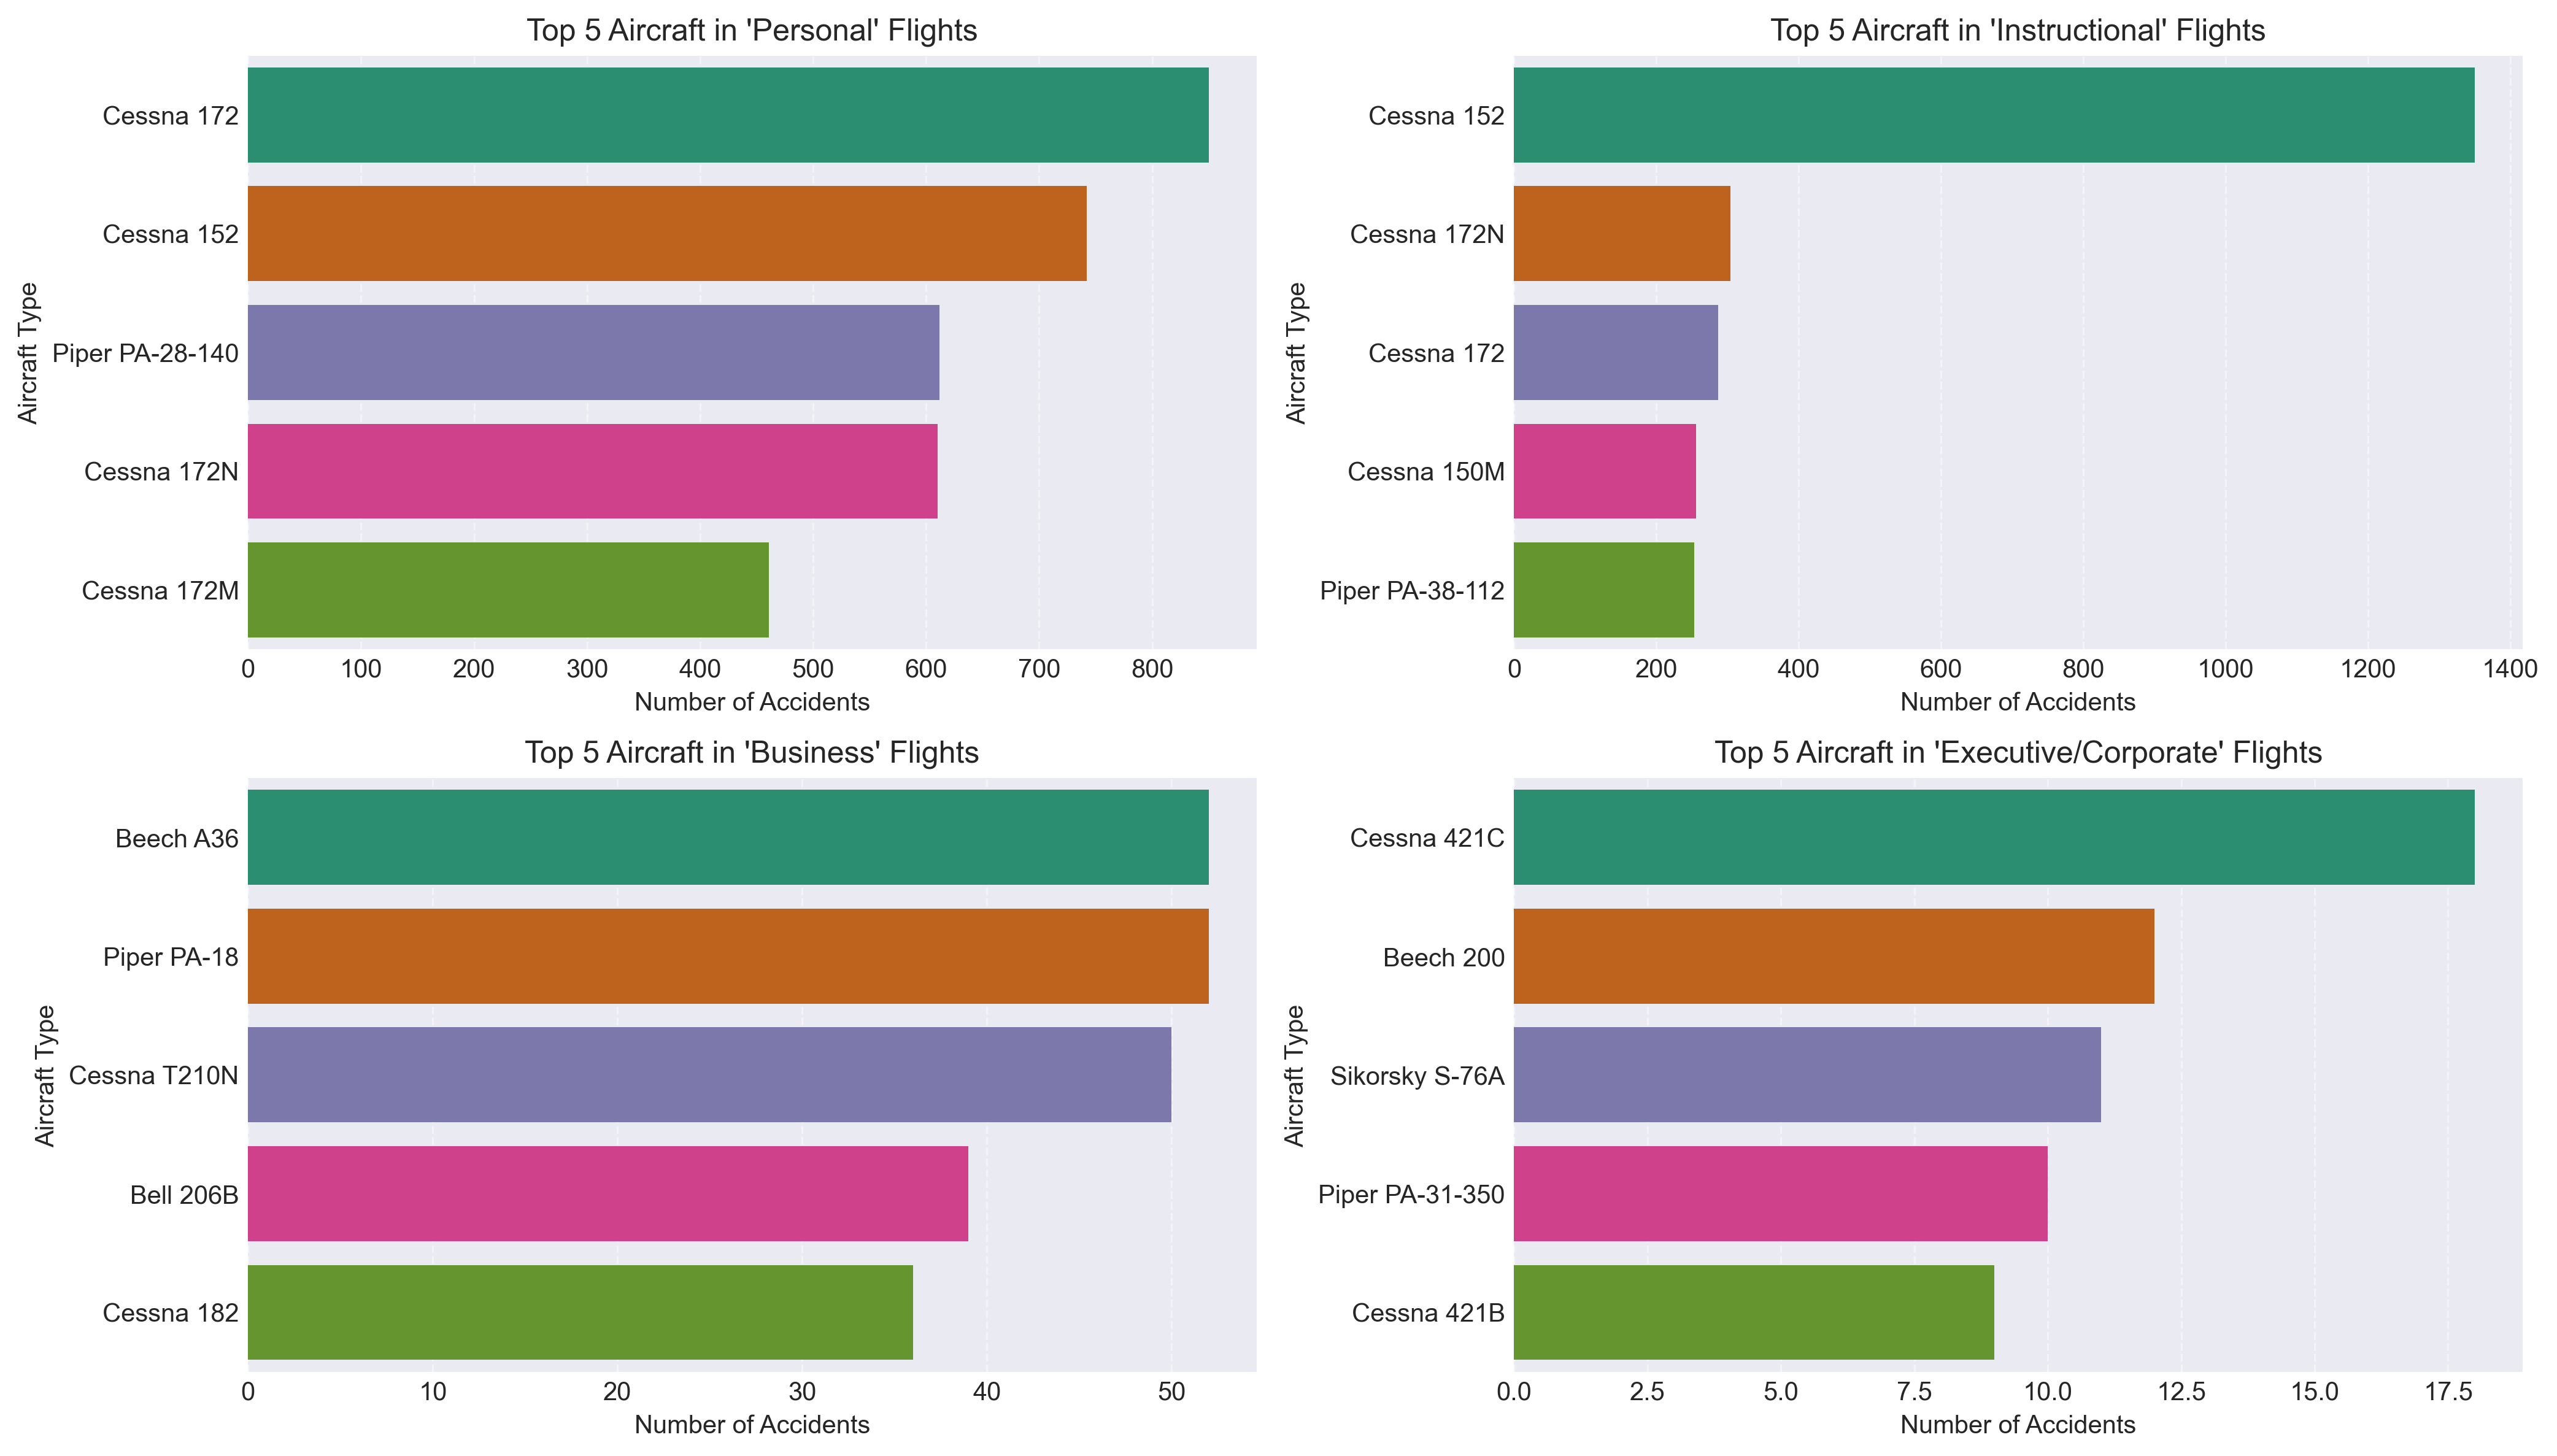 Top 5 Aircraft in 'Personal' Flights
Aircraft Type
Cessna 172
Cessna 152
Piper PA-28-140
Cessna 172N
Cessna 172M
0 100 200 300 400 500 600 700 800
Number of Accidents
Top 5 Aircraft in 'Instructional' Flights
Aircraft Type
Cessna 152
Cessna 172N
Cessna 172
Cessna 150M
Piper PA-38-112
0 200 400 600 800 1000 1200 1400
Number of Accidents
Top 5 Aircraft in 'Business' Flights
Aircraft Type
Beech A36
Piper PA-18
Cessna T210N
Bell 206B
Cessna 182
0 10 20 30 40 50
Number of Accidents
Top 5 Aircraft in 'Executive/Corporate' Flights
Aircraft Type
Cessna 421C
Beech 200
Sikorsky S-76A
Piper PA-31-350
Cessna 421B
0.0 2.5 5.0 7.5 10.0 12.5 15.0 17.5
Number of Accidents